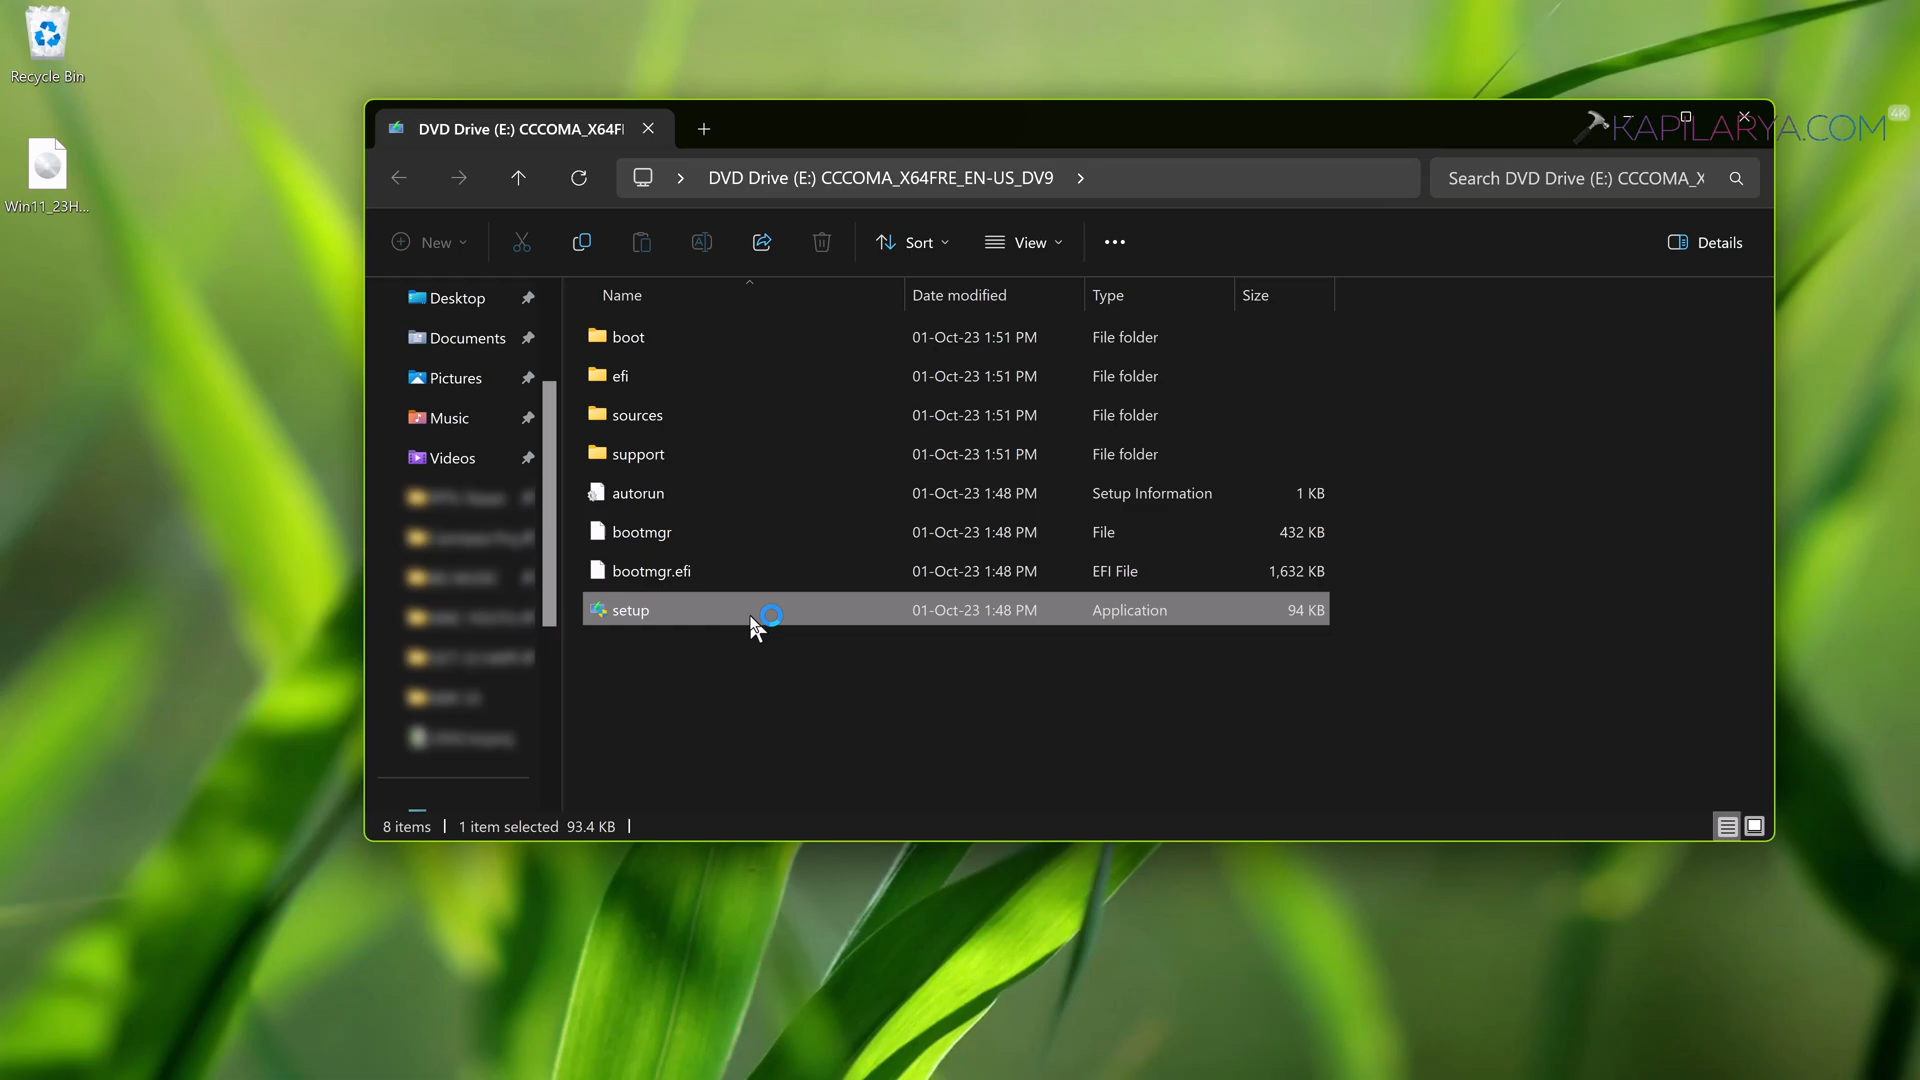 Recycle Bin
Win11_23H...
DVD Drive (E:) CCCOMA_X64FI
KAPILARYA.COM
4K
DVD Drive (E:) CCCOMA_X64FRE_EN-US_DV9
Search DVD Drive (E:) CCCOMA_X
New
Sort
View
Details
Desktop
Documents
Pictures
Music
Videos
Name Date modified Type Size
boot 01-Oct-23 1:51 PM File folder
efi 01-Oct-23 1:51 PM File folder
sources 01-Oct-23 1:51 PM File folder
support 01-Oct-23 1:51 PM File folder
autorun 01-Oct-23 1:48 PM Setup Information 1 KB
bootmgr 01-Oct-23 1:48 PM File 432 KB
bootmgr.efi 01-Oct-23 1:48 PM EFI File 1,632 KB
setup 01-Oct-23 1:48 PM Application 94 KB
8 items 1 item selected 93.4 KB